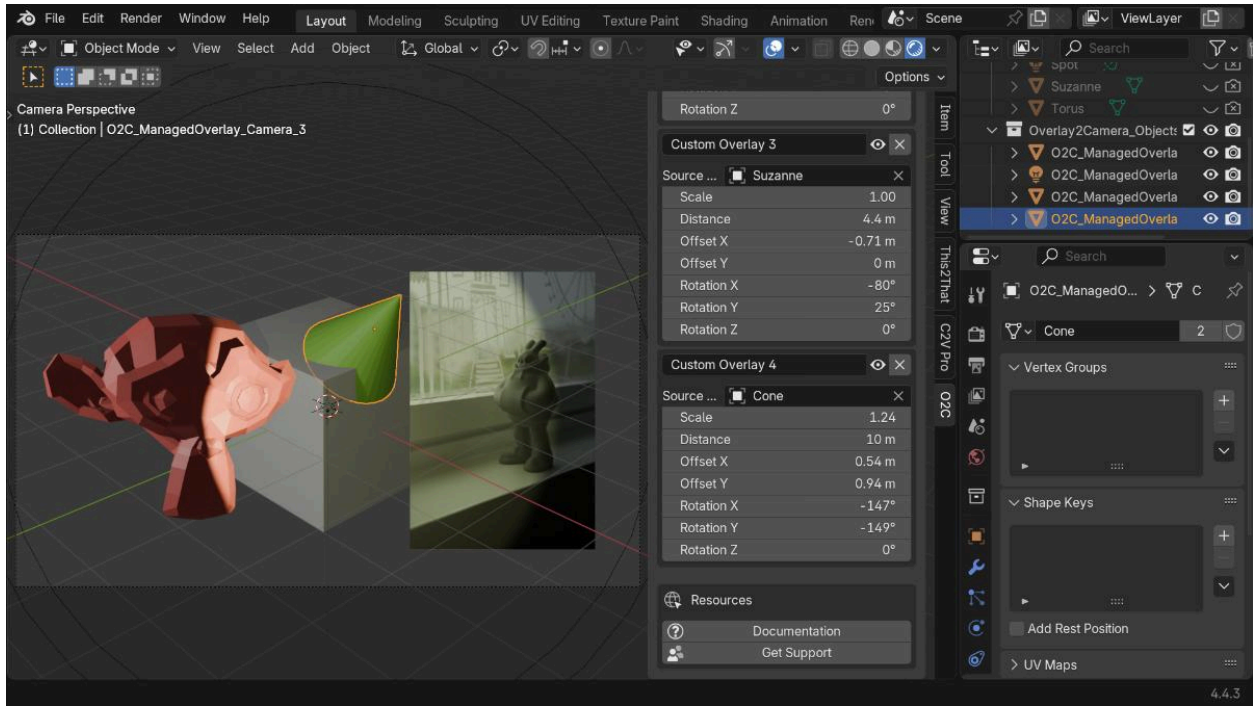 File Edit Render Window Help Layout Modeling Sculpting UV Editing Texture Paint Shading Animation Scene ViewLayer
Object Mode View Select Add Object Global Search
Options
Camera Perspective
(1) Collection | O2C_ManagedOverlay_Camera_3
Rotation Z 0°
Custom Overlay 3
Source ... Suzanne
Scale 1.00
Distance 4.4 m
Offset X -0.71 m
Offset Y 0 m
Rotation X -80°
Rotation Y 25°
Rotation Z 0°
Custom Overlay 4
Source ... Cone
Scale 1.24
Distance 10 m
Offset X 0.54 m
Offset Y 0.94 m
Rotation X -147°
Rotation Y -149°
Rotation Z 0°
Resources
Documentation
Get Support
Item
Tool
View
This2That
C2V Pro
O2C
Spot
Suzanne
Torus
Overlay2Camera_Objects
O2C_ManagedOverla
O2C_ManagedOverla
O2C_ManagedOverla
O2C_ManagedOverla
Search
O2C_ManagedO... C
Cone 2
Vertex Groups
Shape Keys
Add Rest Position
UV Maps
4.4.3